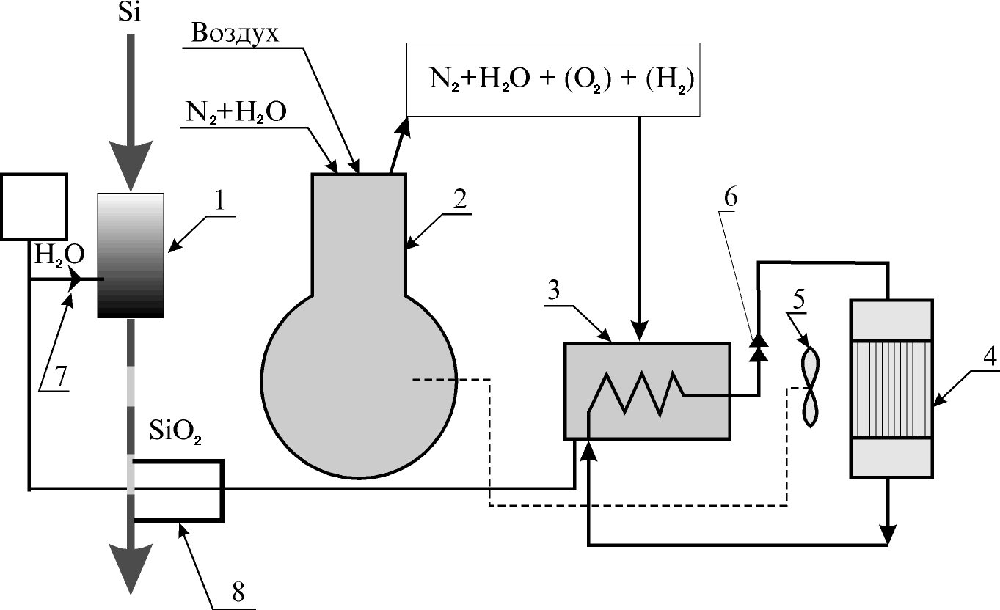 Si
Воздух
N₂+H₂O + (O₂) + (H₂)
N₂+H₂O
1
2
6
H₂O
3
5
4
7
SiO₂
8